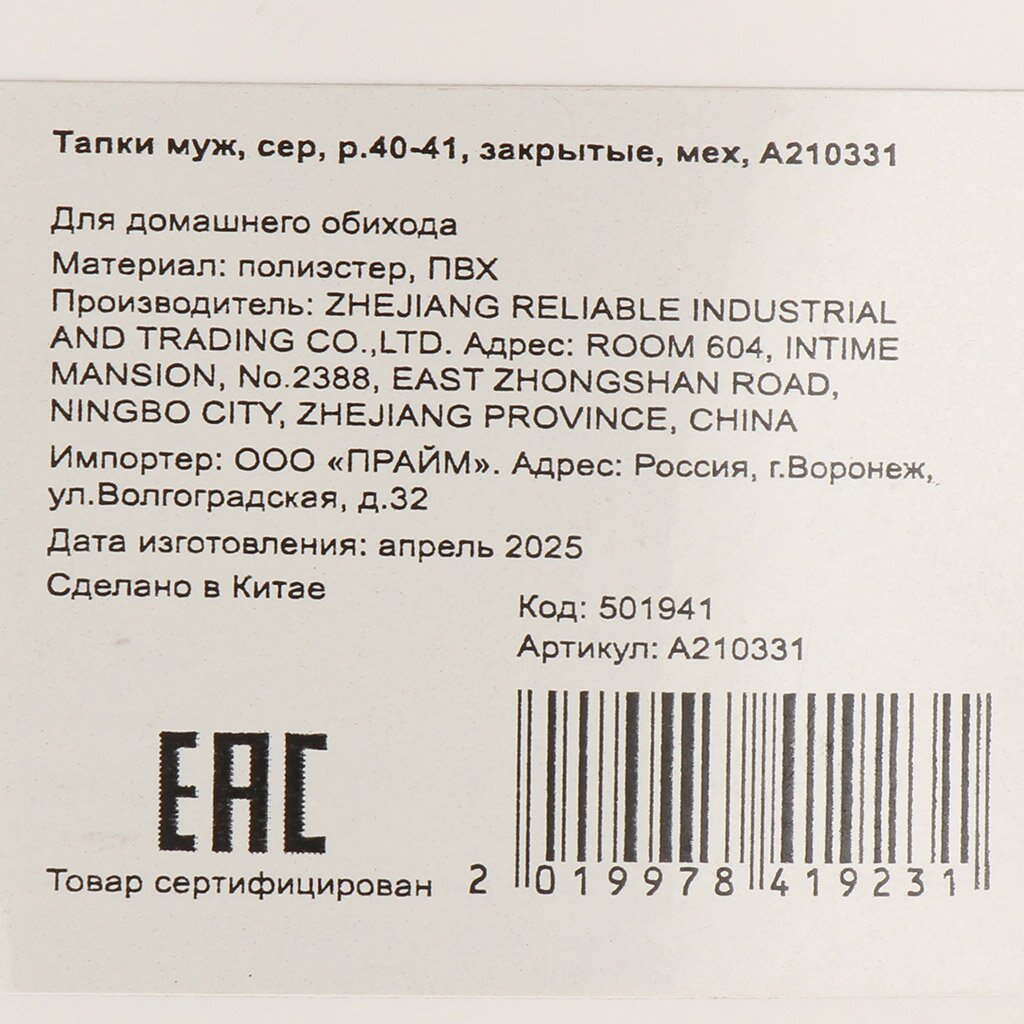 Тапки муж, сер, р.40-41, закрытые, мех, А210331
Для домашнего обихода
Материал: полиэстер, ПВХ
Производитель: ZHEJIANG RELIABLE INDUSTRIAL
AND TRADING CO.,LTD. Адрес: ROOM 604, INTIME
MANSION, No.2388, EAST ZHONGSHAN ROAD,
NINGBO CITY, ZHEJIANG PROVINCE, CHINA
Импортер: ООО «ПРАЙМ». Адрес: Россия, г.Воронеж,
ул.Волгоградская, д.32
Дата изготовления: апрель 2025
Сделано в Китае
Код: 501941
Артикул: А210331
EAC
Товар сертифицирован
2 019978 419231